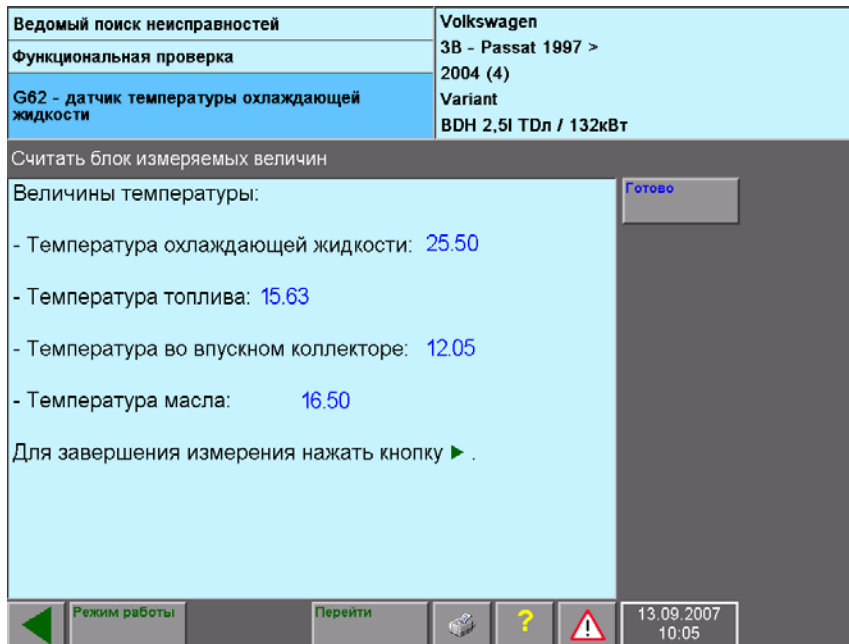 Ведомый поиск неисправностей
Функциональная проверка
G62 - датчик температуры охлаждающей
жидкости
Volkswagen
3B - Passat 1997 >
2004 (4)
Variant
BDH 2,5l TDл / 132кВт
Считать блок измеряемых величин
Величины температуры:
- Температура охлаждающей жидкости: 25.50
- Температура топлива: 15.63
- Температура во впускном коллекторе: 12.05
- Температура масла: 16.50
Для завершения измерения нажать кнопку ▶ .
Готово
Режим работы
Перейти
?
13.09.2007
10:05